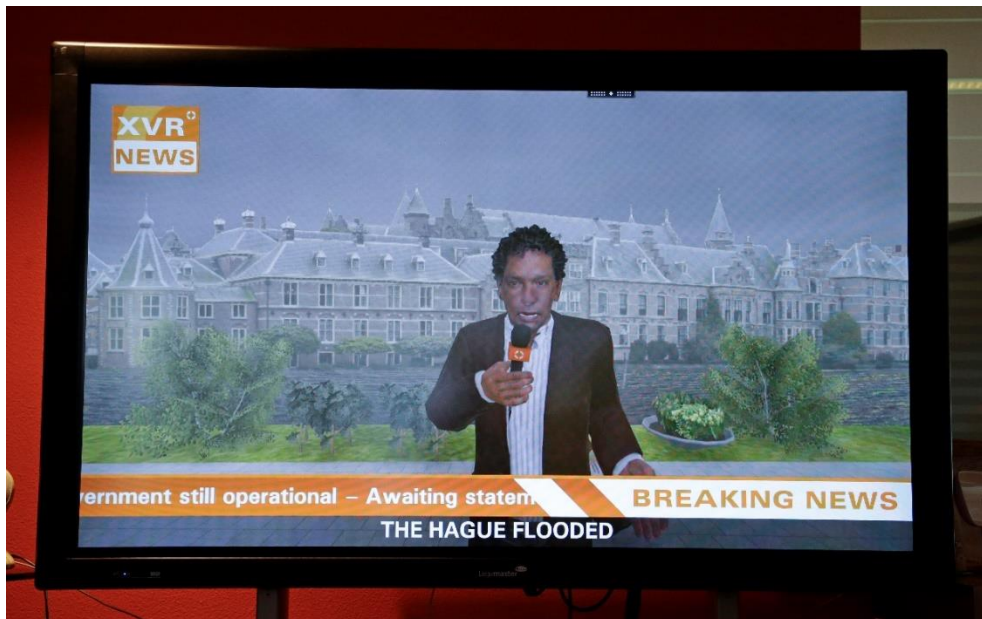 XVR
NEWS
vernment still operational – Awaiting statem
BREAKING NEWS
THE HAGUE FLOODED